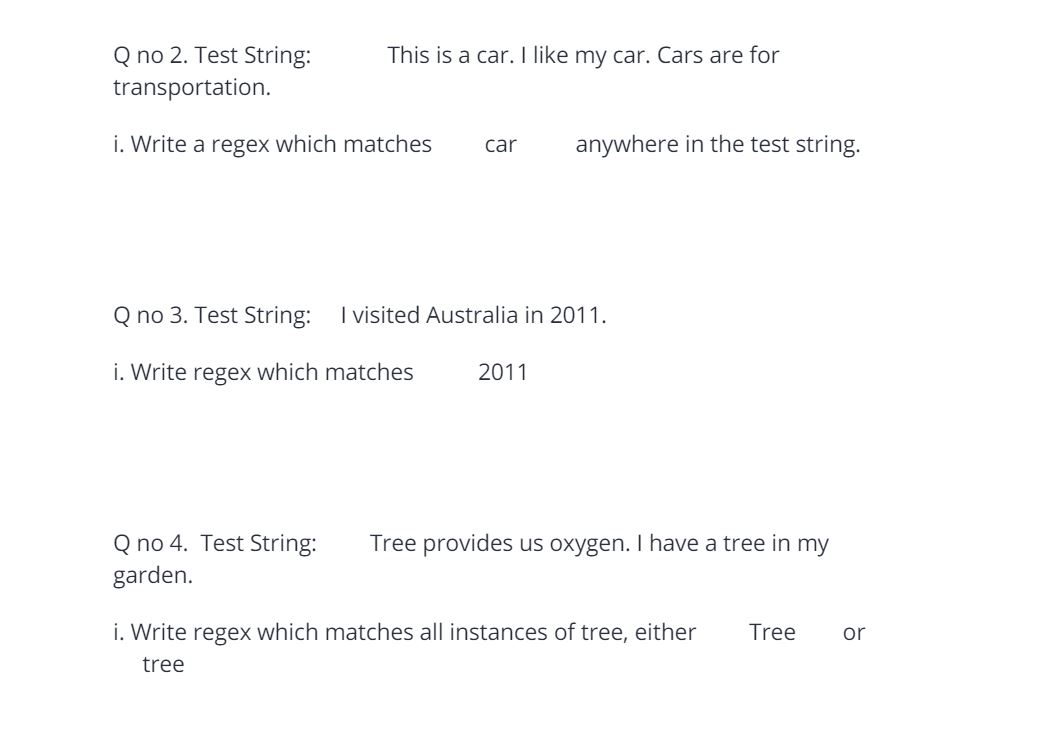 Q no 2. Test String: This is a car. I like my car. Cars are for
transportation.
i. Write a regex which matches car anywhere in the test string.
Q no 3. Test String: I visited Australia in 2011.
i. Write regex which matches 2011
Q no 4. Test String: Tree provides us oxygen. I have a tree in my
garden.
i. Write regex which matches all instances of tree, either Tree or
tree